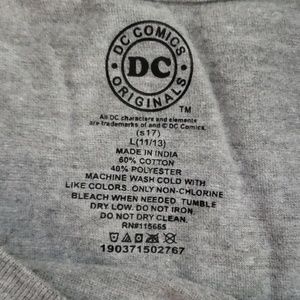 DC COMICS
DC
ORIGINALS
TM
All DC characters and elements
are trademarks of and © DC Comics.
(s17)
L(11/13)
MADE IN INDIA
60% COTTON
40% POLYESTER
MACHINE WASH COLD WITH
LIKE COLORS. ONLY NON-CHLORINE
BLEACH WHEN NEEDED. TUMBLE
DRY LOW. DO NOT IRON.
DO NOT DRY CLEAN.
RN#115655
190371502767